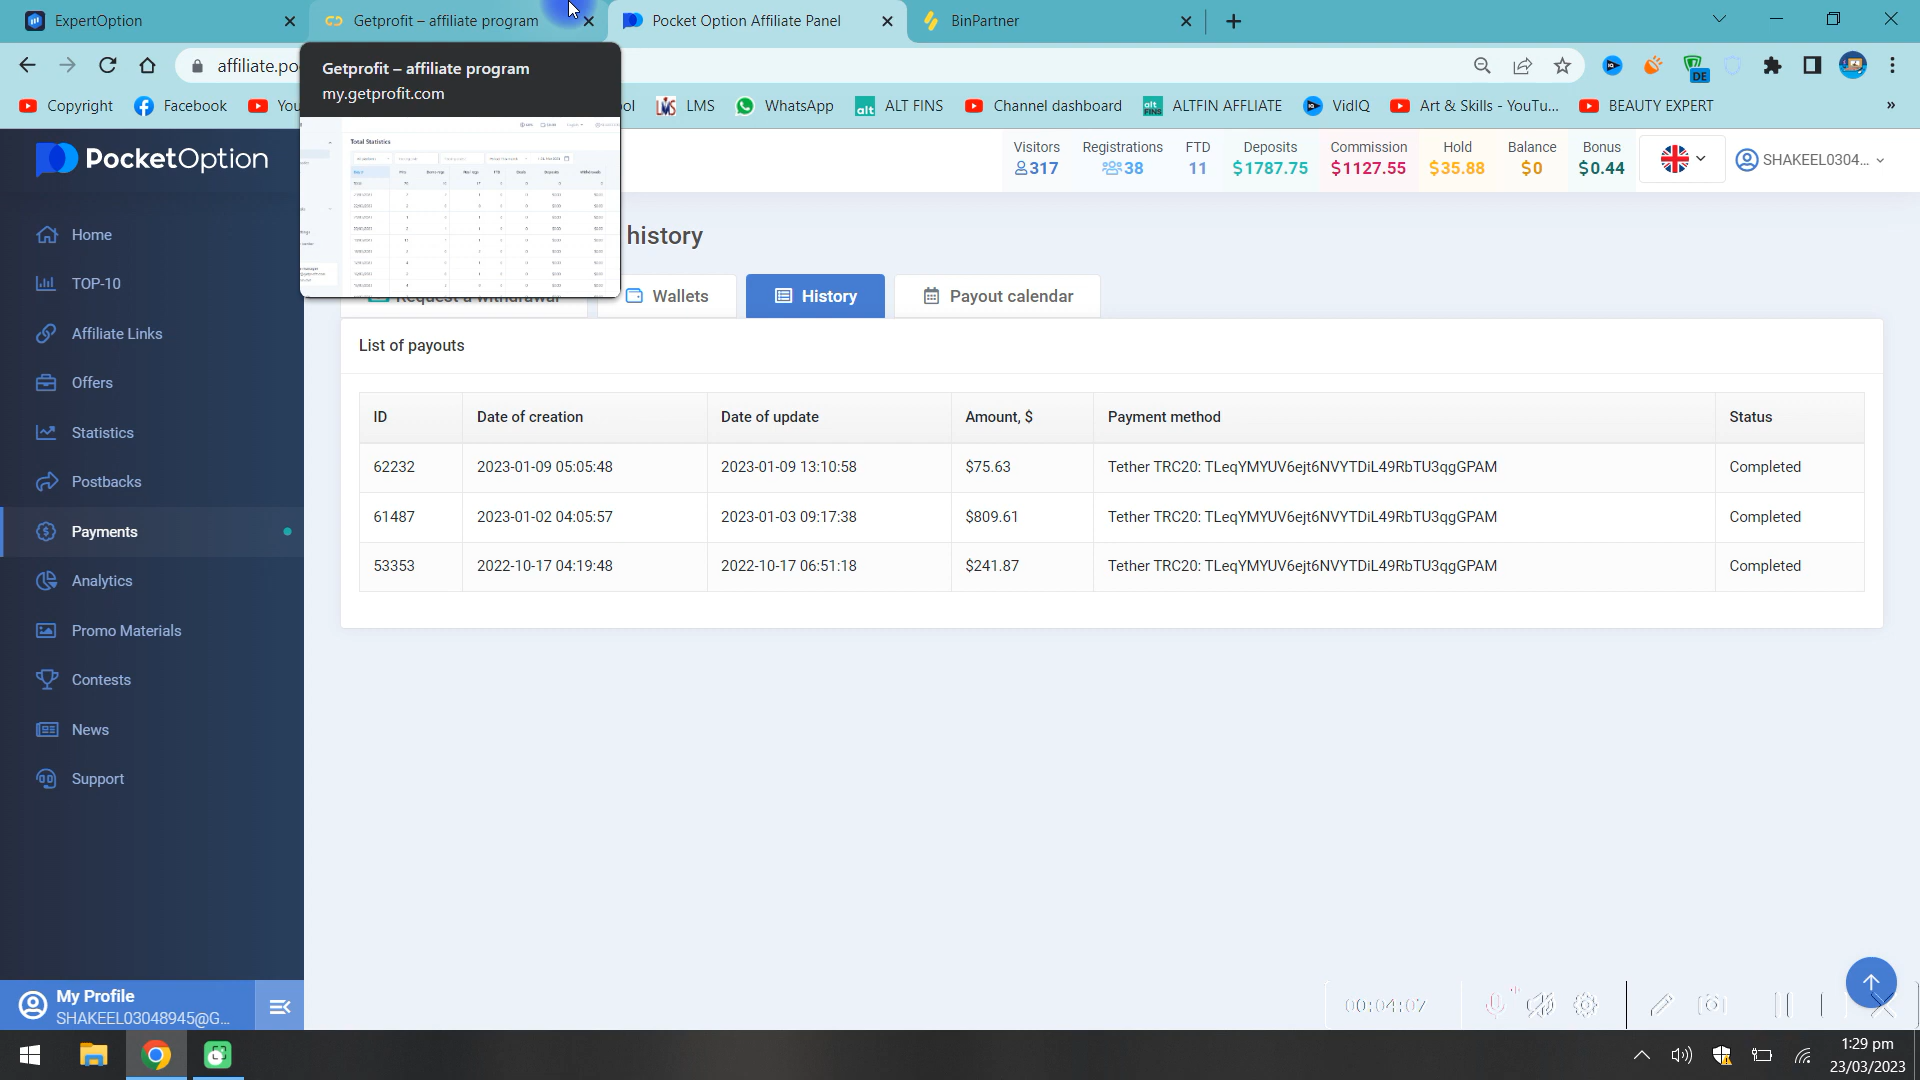 ExpertOption
Getprofit – affiliate program
Pocket Option Affiliate Panel
BinPartner
affiliate.po
Getprofit – affiliate program
my.getprofit.com
Copyright
Facebook
You
ol
LMS
WhatsApp
ALT FINS
Channel dashboard
ALTFIN AFFLIATE
VidIQ
Art & Skills - YouTu...
BEAUTY EXPERT
»
DE
PocketOption
Total Statistics
Visitors
317
Registrations
38
FTD
11
Deposits
$1787.75
Commission
$1127.55
Hold
$35.88
Balance
$0
Bonus
$0.44
SHAKEEL0304...
Home
TOP-10
Affiliate Links
Offers
Statistics
Postbacks
Payments
Analytics
Promo Materials
Contests
News
Support
My Profile
SHAKEEL03048945@G...
history
Request a withdrawal
Wallets
History
Payout calendar
List of payouts
ID Date of creation Date of update Amount, $ Payment method Status
62232 2023-01-09 05:05:48 2023-01-09 13:10:58 $75.63 Tether TRC20: TLeqYMYUV6ejt6NVYTDiL49RbTU3qgGPAM Completed
61487 2023-01-02 04:05:57 2023-01-03 09:17:38 $809.61 Tether TRC20: TLeqYMYUV6ejt6NVYTDiL49RbTU3qgGPAM Completed
53353 2022-10-17 04:19:48 2022-10-17 06:51:18 $241.87 Tether TRC20: TLeqYMYUV6ejt6NVYTDiL49RbTU3qgGPAM Completed
00:04:07
1:29 pm
23/03/2023